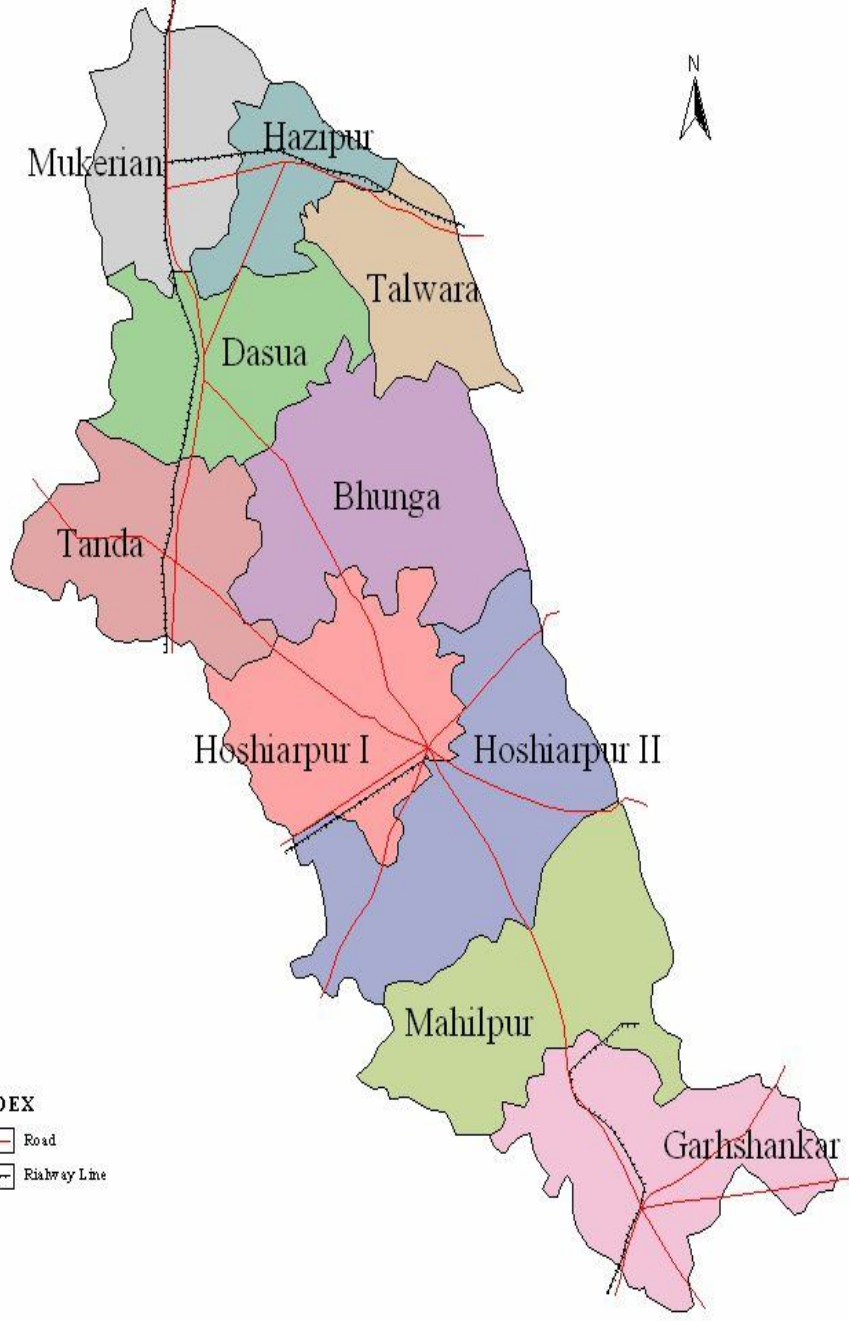 N
Hazipur
Mukerian
Talwara
Dasua
Bhunga
Tanda
Hoshiarpur I
Hoshiarpur II
Mahilpur
DEX
Road
Rialway Line
Garhshankar